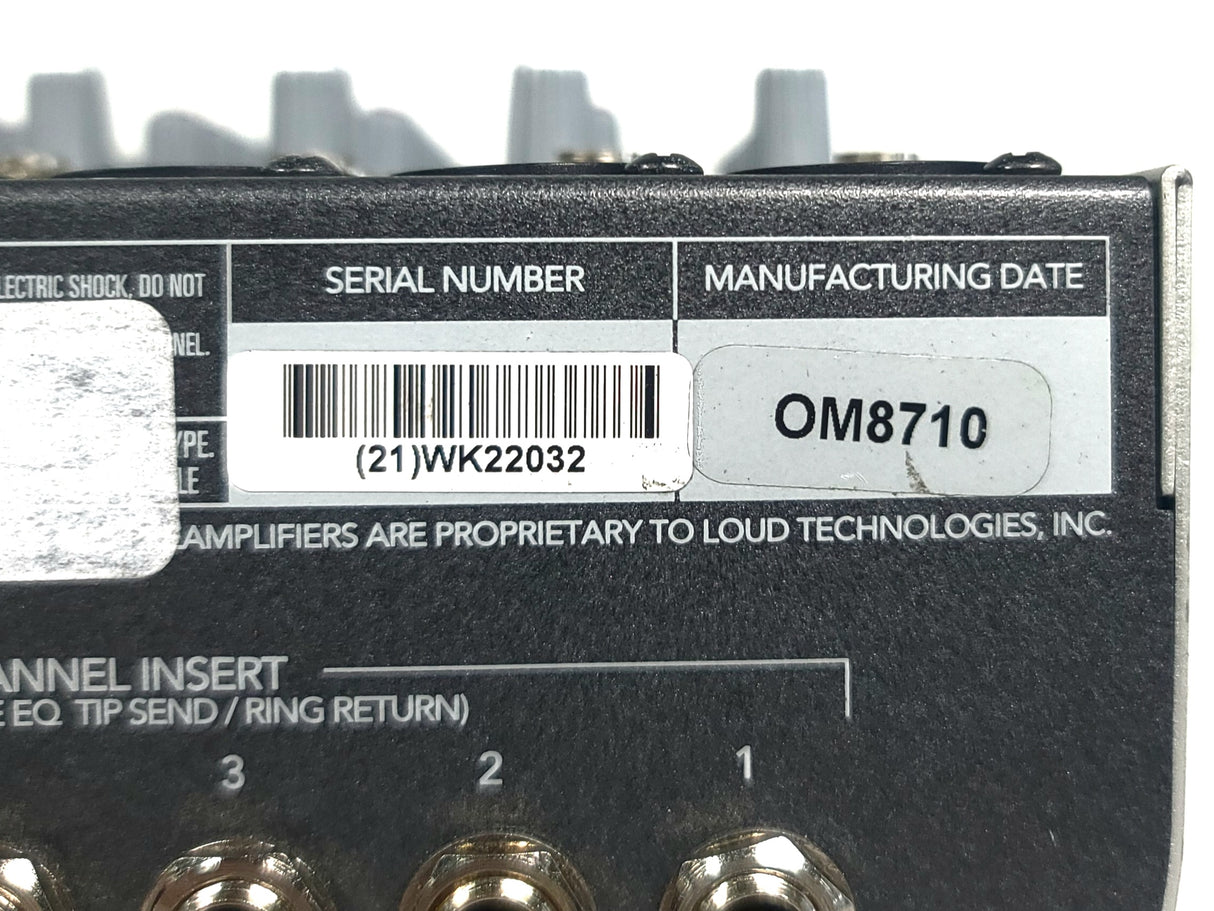 LECTRIC SHOCK, DO NOT
NEL.
YPE.
LE
SERIAL NUMBER
(21)WK22032
MANUFACTURING DATE
OM8710
AMPLIFIERS ARE PROPRIETARY TO LOUD TECHNOLOGIES, INC.
ANNEL INSERT
E EQ TIP SEND / RING RETURN)
3 2 1